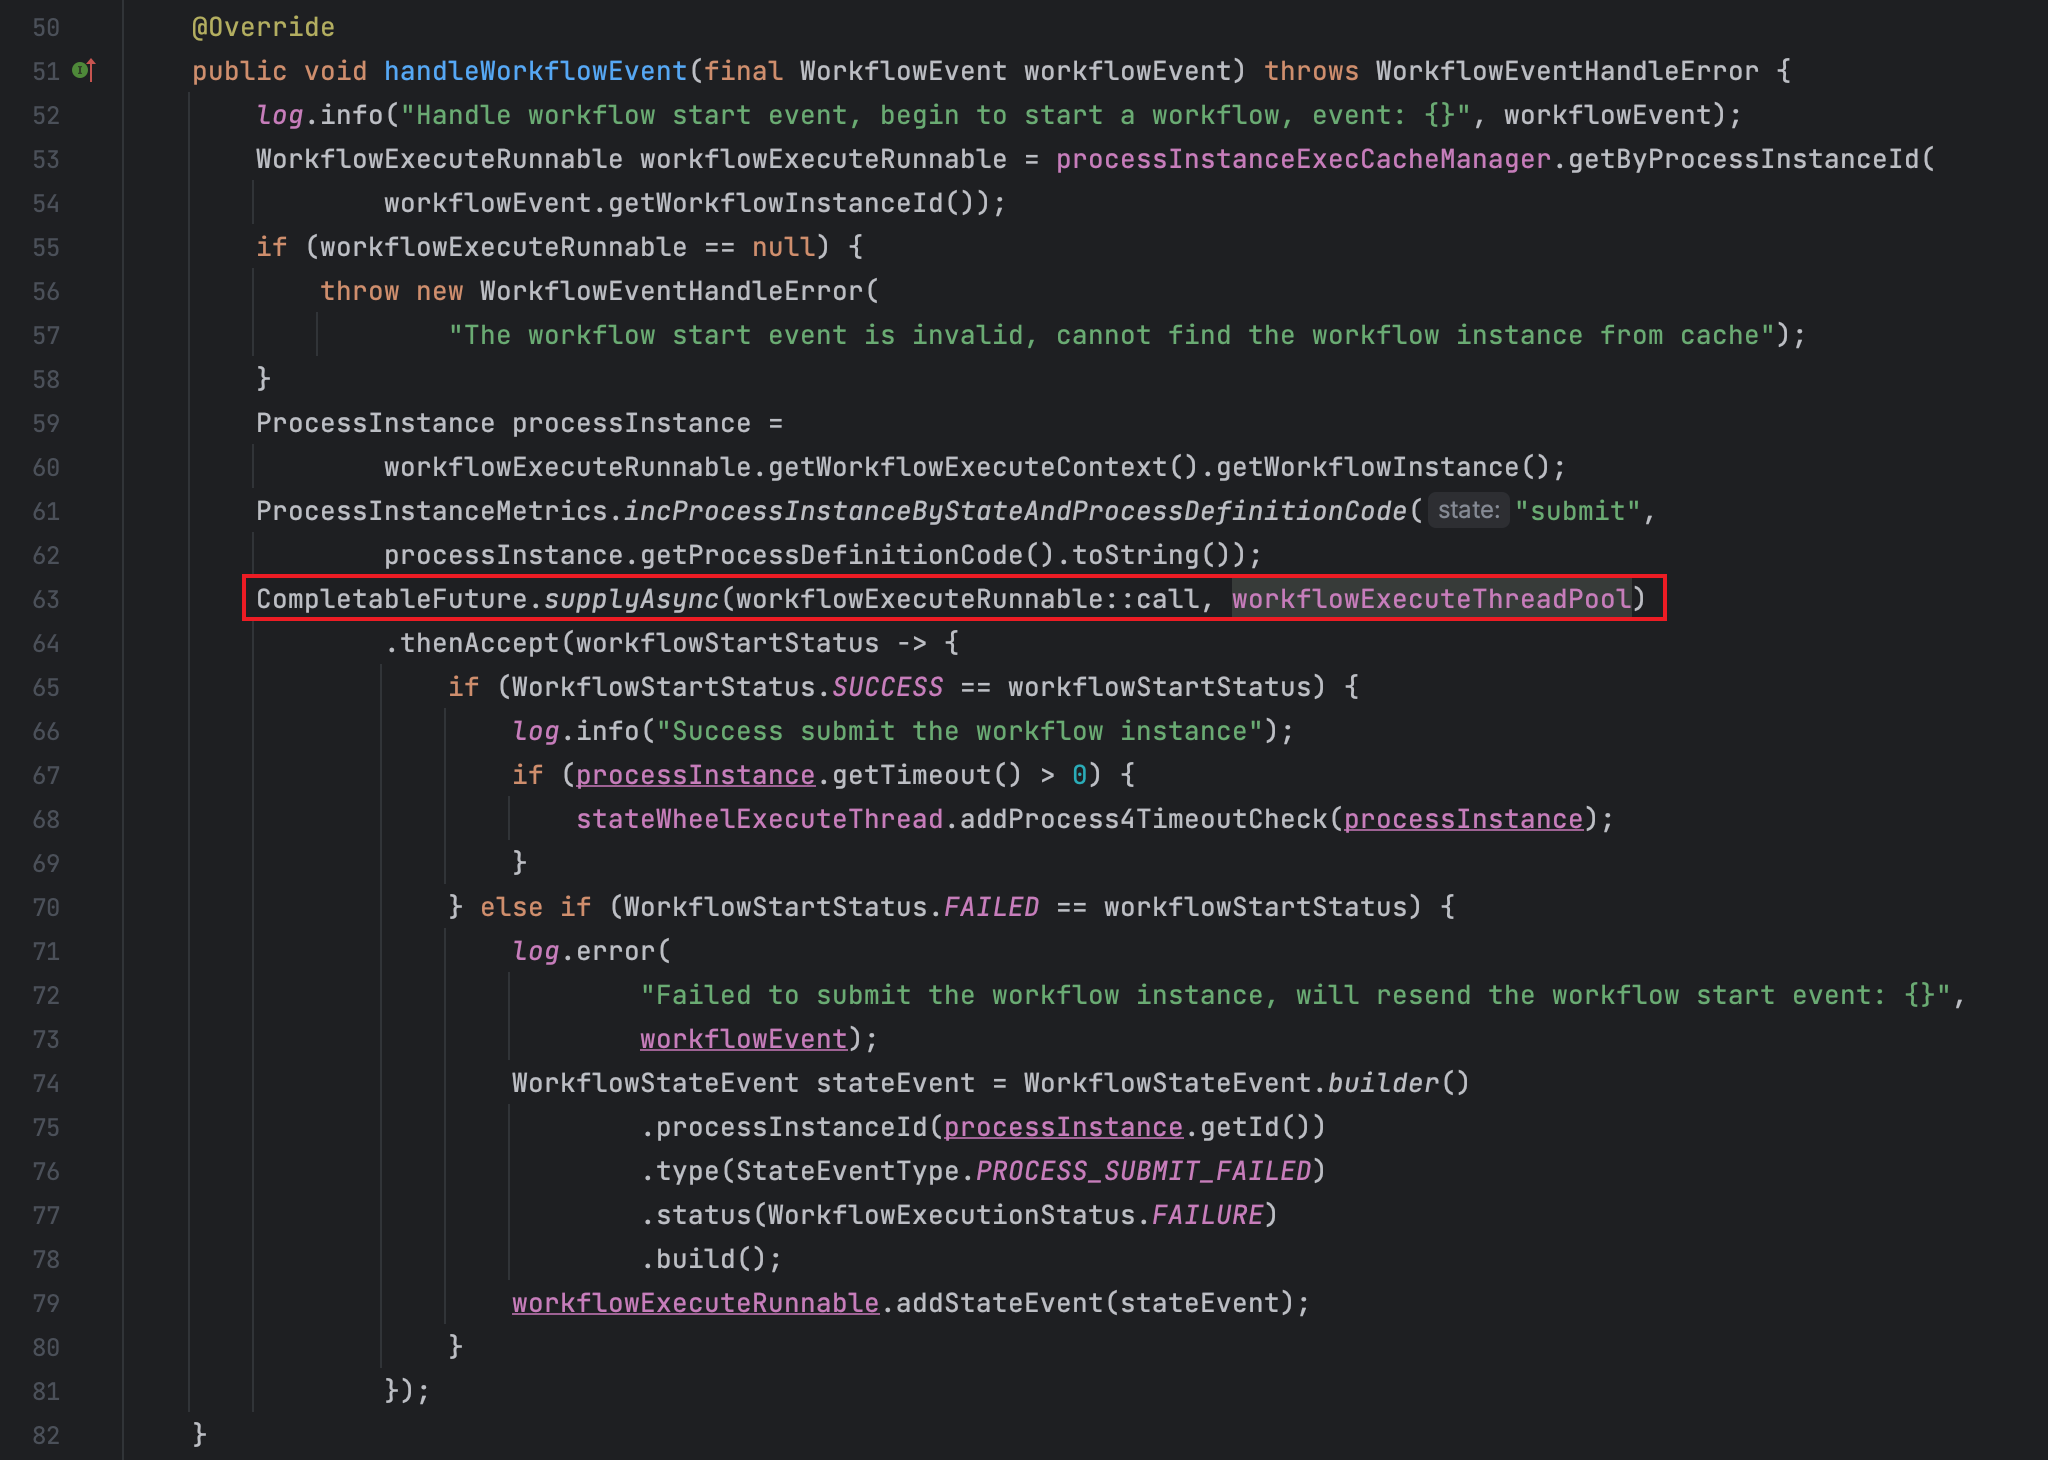 50 @Override
51 public void handleWorkflowEvent(final WorkflowEvent workflowEvent) throws WorkflowEventHandleError {
52 log.info("Handle workflow start event, begin to start a workflow, event: {}", workflowEvent);
53 WorkflowExecuteRunnable workflowExecuteRunnable = processInstanceExecCacheManager.getByProcessInstanceId(
54 workflowEvent.getWorkflowInstanceId());
55 if (workflowExecuteRunnable == null) {
56 throw new WorkflowEventHandleError(
57 "The workflow start event is invalid, cannot find the workflow instance from cache");
58 }
59 ProcessInstance processInstance =
60 workflowExecuteRunnable.getWorkflowExecuteContext().getWorkflowInstance();
61 ProcessInstanceMetrics.incProcessInstanceByStateAndProcessDefinitionCode( state: "submit",
62 processInstance.getProcessDefinitionCode().toString());
63 CompletableFuture.supplyAsync(workflowExecuteRunnable::call, workflowExecuteThreadPool)
64 .thenAccept(workflowStartStatus -> {
65 if (WorkflowStartStatus.SUCCESS == workflowStartStatus) {
66 log.info("Success submit the workflow instance");
67 if (processInstance.getTimeout() > 0) {
68 stateWheelExecuteThread.addProcess4TimeoutCheck(processInstance);
69 }
70 } else if (WorkflowStartStatus.FAILED == workflowStartStatus) {
71 log.error(
72 "Failed to submit the workflow instance, will resend the workflow start event: {}",
73 workflowEvent);
74 WorkflowStateEvent stateEvent = WorkflowStateEvent.builder()
75 .processInstanceId(processInstance.getId())
76 .type(StateEventType.PROCESS_SUBMIT_FAILED)
77 .status(WorkflowExecutionStatus.FAILURE)
78 .build();
79 workflowExecuteRunnable.addStateEvent(stateEvent);
80 }
81 });
82 }